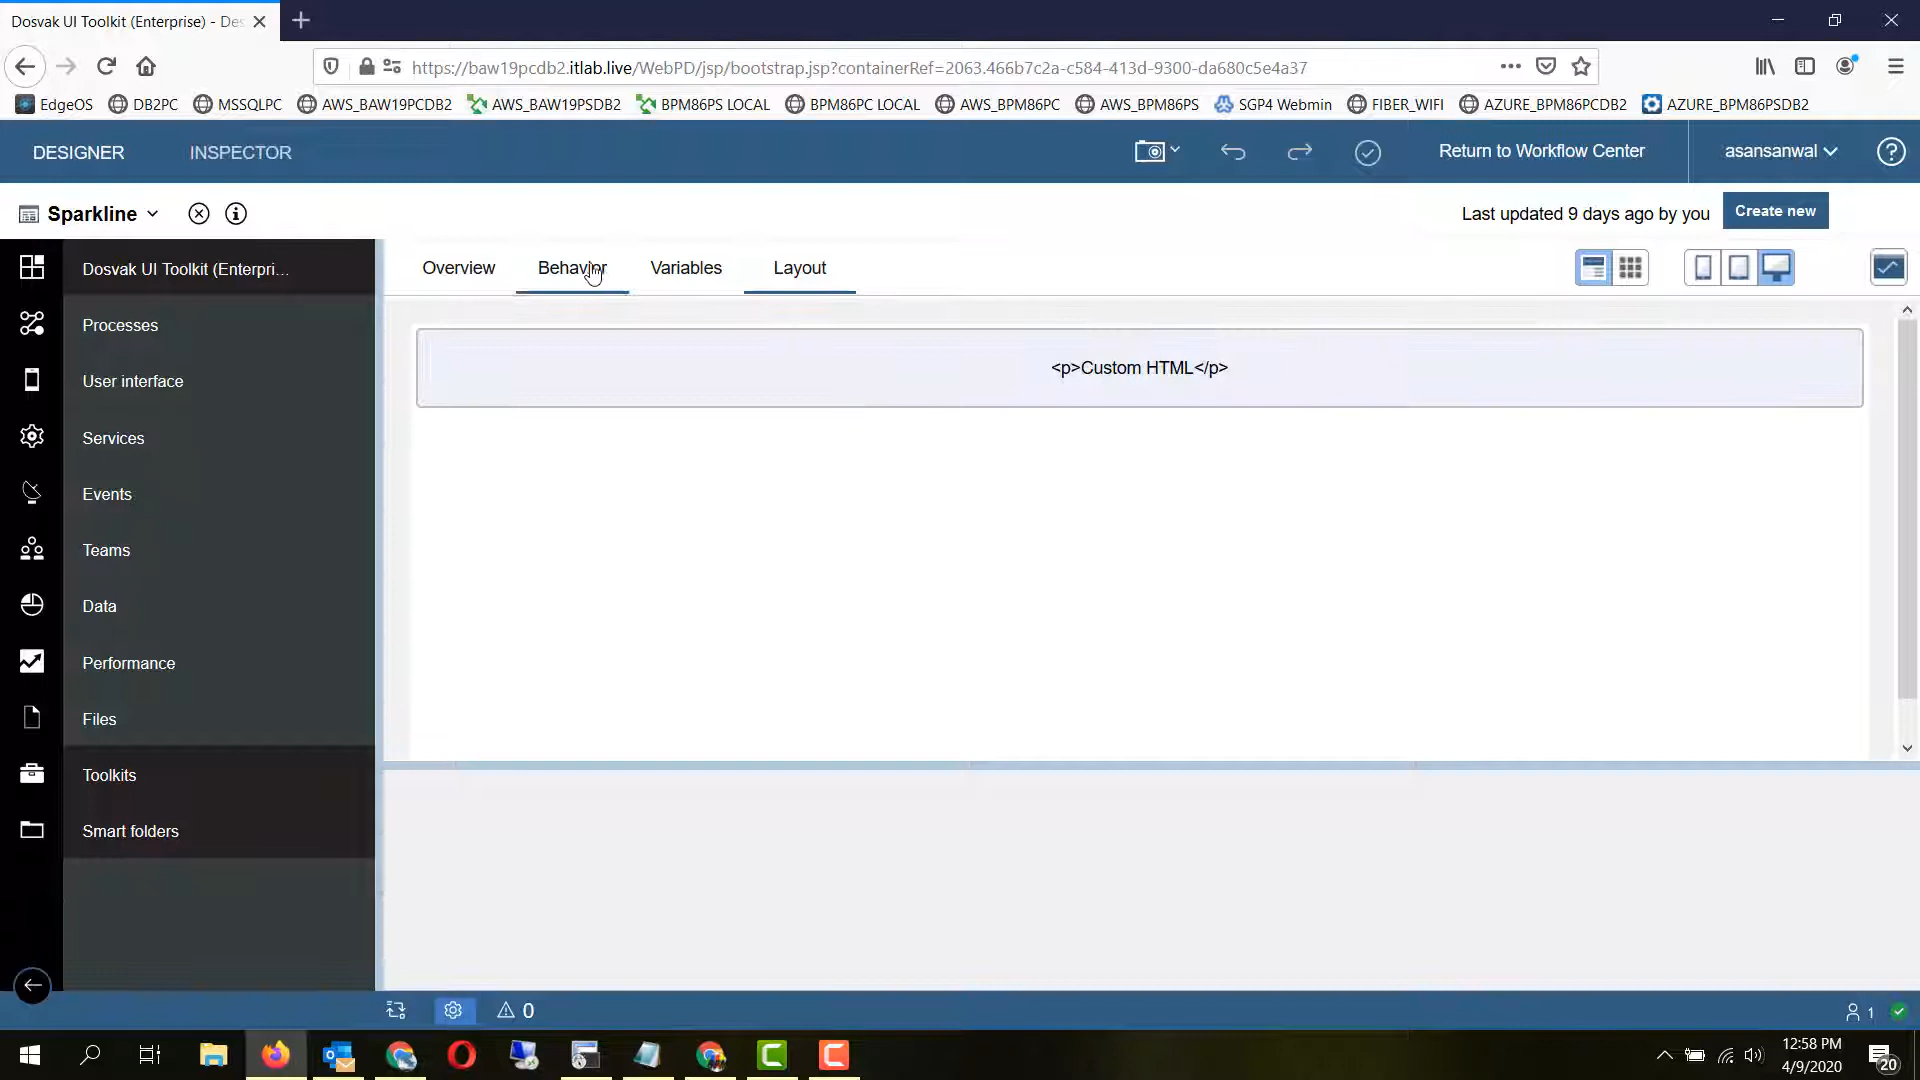 Dosvak UI Toolkit (Enterprise) - Des
https://baw19pcdb2.itlab.live/WebPD/jsp/bootstrap.jsp?containerRef=2063.466b7c2a-c584-413d-9300-da680c5e4a37
EdgeOS DB2PC MSSQLPC AWS_BAW19PCDB2 AWS_BAW19PSDB2 BPM86PS LOCAL BPM86PC LOCAL AWS_BPM86PC AWS_BPM86PS SGP4 Webmin FIBER_WIFI AZURE_BPM86PCDB2 AZURE_BPM86PSDB2
DESIGNER INSPECTOR Return to Workflow Center asansanwal
Sparkline Last updated 9 days ago by you Create new
Dosvak UI Toolkit (Enterpri... Overview Behavior Variables Layout
Processes
<p>Custom HTML</p>
User interface
Services
Events
Teams
Data
Performance
Files
Toolkits
Smart folders
0 1
12:58 PM
4/9/2020 20